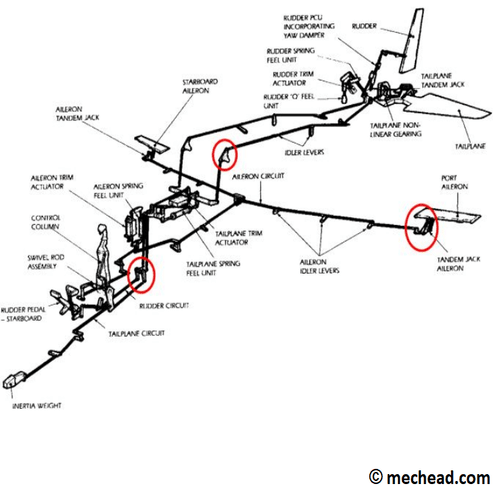 RUDDER PCU
INCORPORATING
YAW DAMPER
RUDDER
RUDDER SPRING
FEEL UNIT
RUDDER TRIM
ACTUATOR
RUDDER 'Q' FEEL
UNIT
TAILPLANE
TANDEM JACK
TAILPLANE NON-
LINEAR GEARING
TAILPLANE
STARBOARD
AILERON
AILERON
TANDEM JACK
IDLER LEVERS
AILERON TRIM
ACTUATOR
AILERON SPRING
FEEL UNIT
AILERON CIRCUIT
PORT
AILERON
CONTROL
COLUMN
TAILPLANE TRIM
ACTUATOR
TAILPLANE SPRING
FEEL UNIT
AILERON
IDLER LEVERS
TANDEM JACK
AILERON
SWIVEL ROD
ASSEMBLY
RUDDER PEDAL
– STARBOARD
RUDDER CIRCUIT
TAILPLANE CIRCUIT
INERTIA WEIGHT
© mechead.com